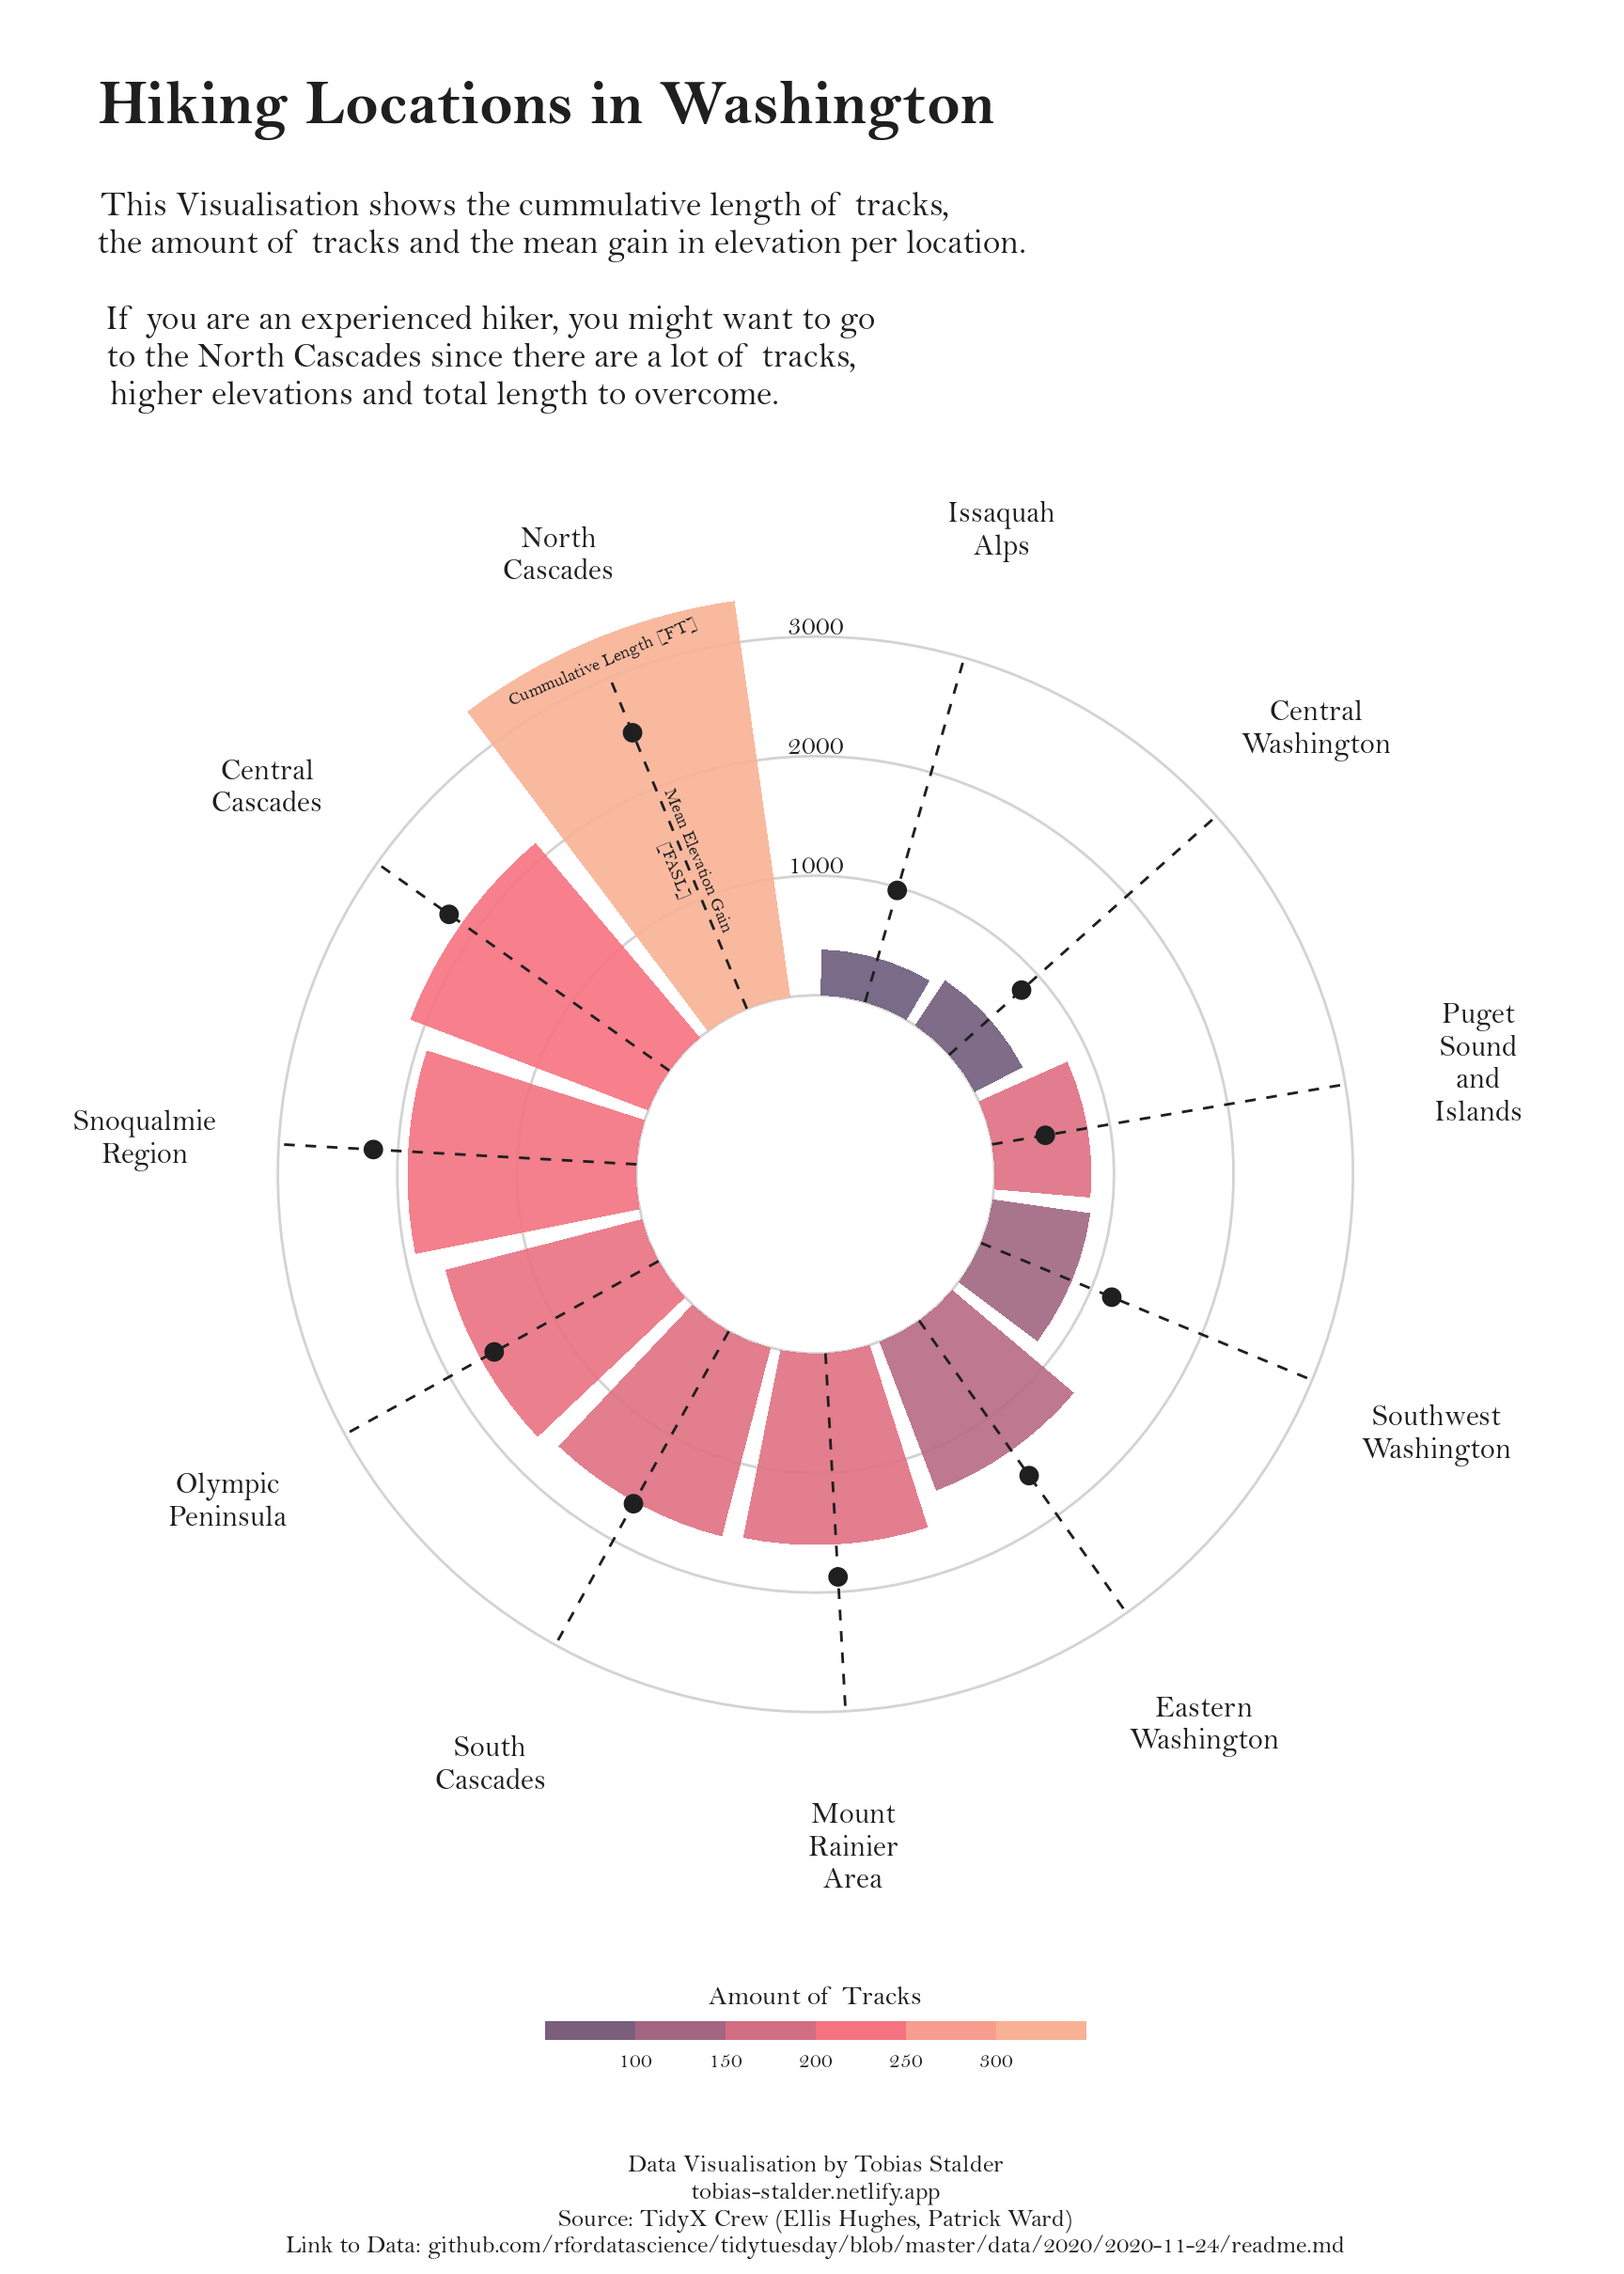 Hiking Locations in Washington
This Visualisation shows the cummulative length of tracks,
the amount of tracks and the mean gain in elevation per location.
If you are an experienced hiker, you might want to go
to the North Cascades since there are a lot of tracks,
higher elevations and total length to overcome.
Issaquah
Alps
North
Cascades
3000
Cummulative Length [FT]
Central
Washington
2000
Central
Cascades
Mean Elevation Gain
[FASL]
1000
Puget
Sound
and
Islands
Snoqualmie
Region
Southwest
Washington
Olympic
Peninsula
Eastern
Washington
South
Cascades
Mount
Rainier
Area
Amount of Tracks
100 150 200 250 300
Data Visualisation by Tobias Stalder
tobias-stalder.netlify.app
Source: TidyX Crew (Ellis Hughes, Patrick Ward)
Link to Data: github.com/rfordatascience/tidytuesday/blob/master/data/2020/2020-11-24/readme.md